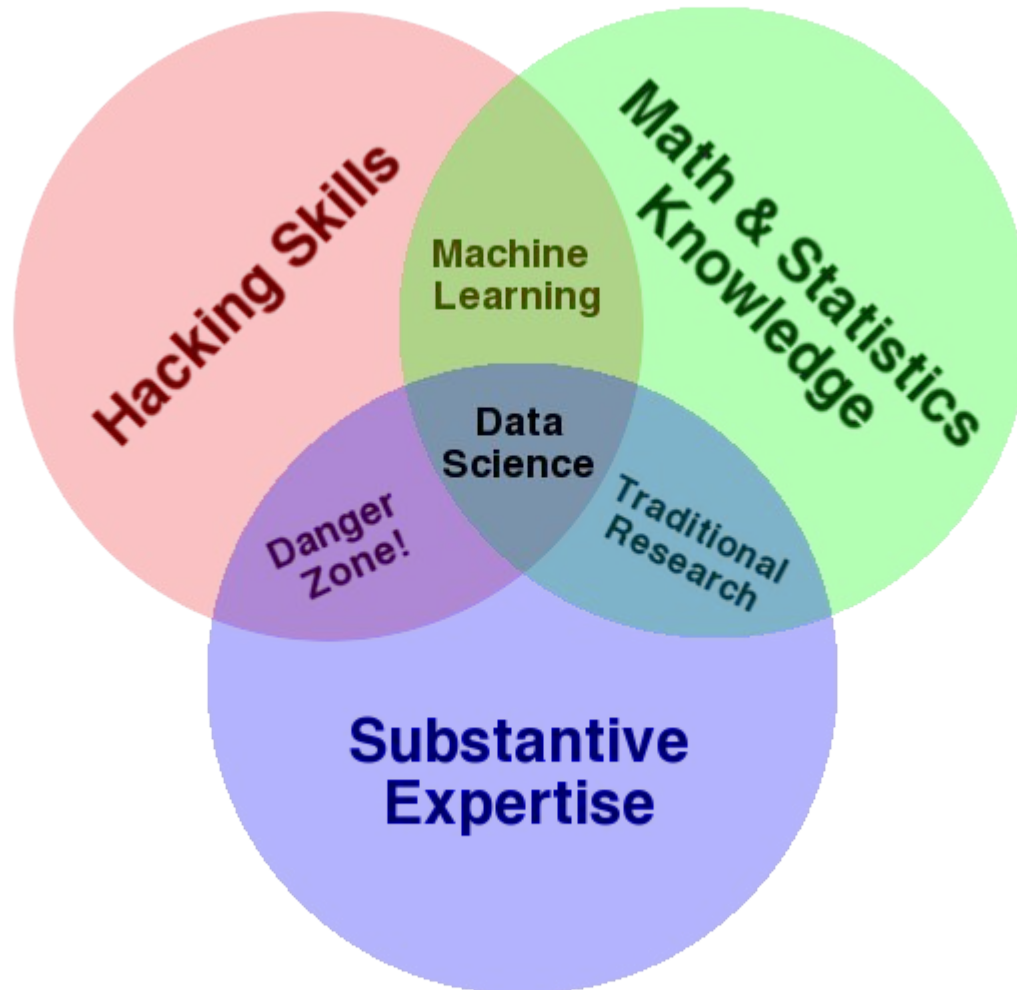 Hacking Skills
Math & Statistics
Knowledge
Machine
Learning
Data
Science
Danger
Zone!
Traditional
Research
Substantive
Expertise